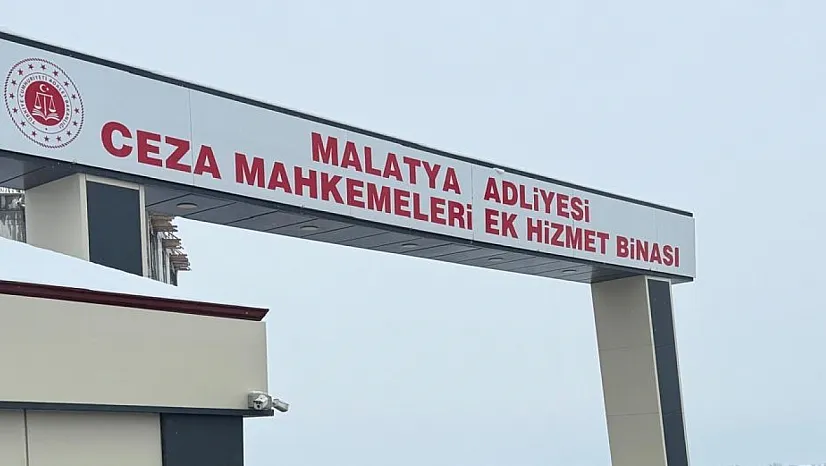 MALATYA ADLİYESİ
CEZA MAHKEMELERİ EK HİZMET BİNASI